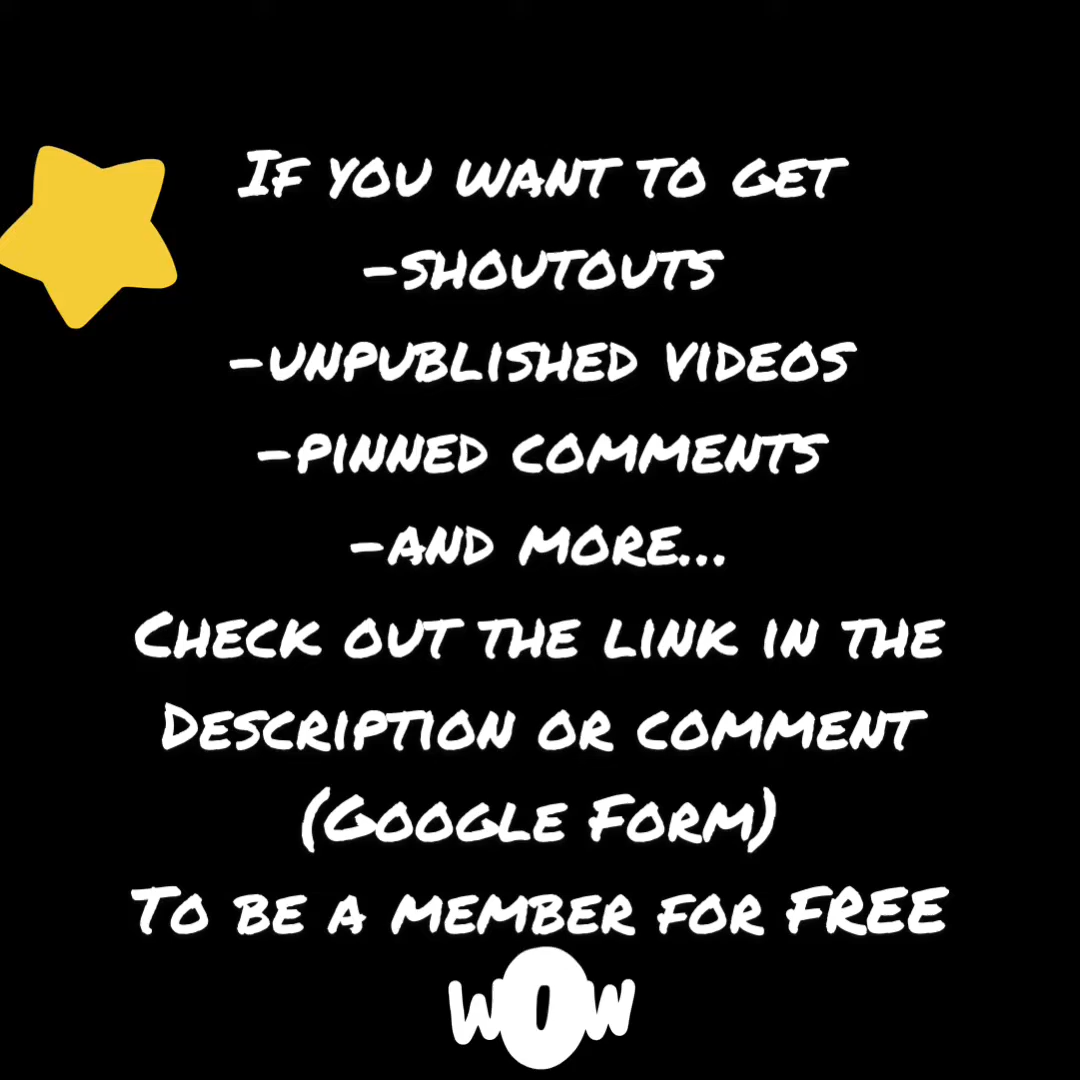 If you want to get
-shoutouts
-unpublished videos
-pinned comments
-and more...
Check out the link in the
Description or comment
(Google Form)
To be a member for FREE
WOW